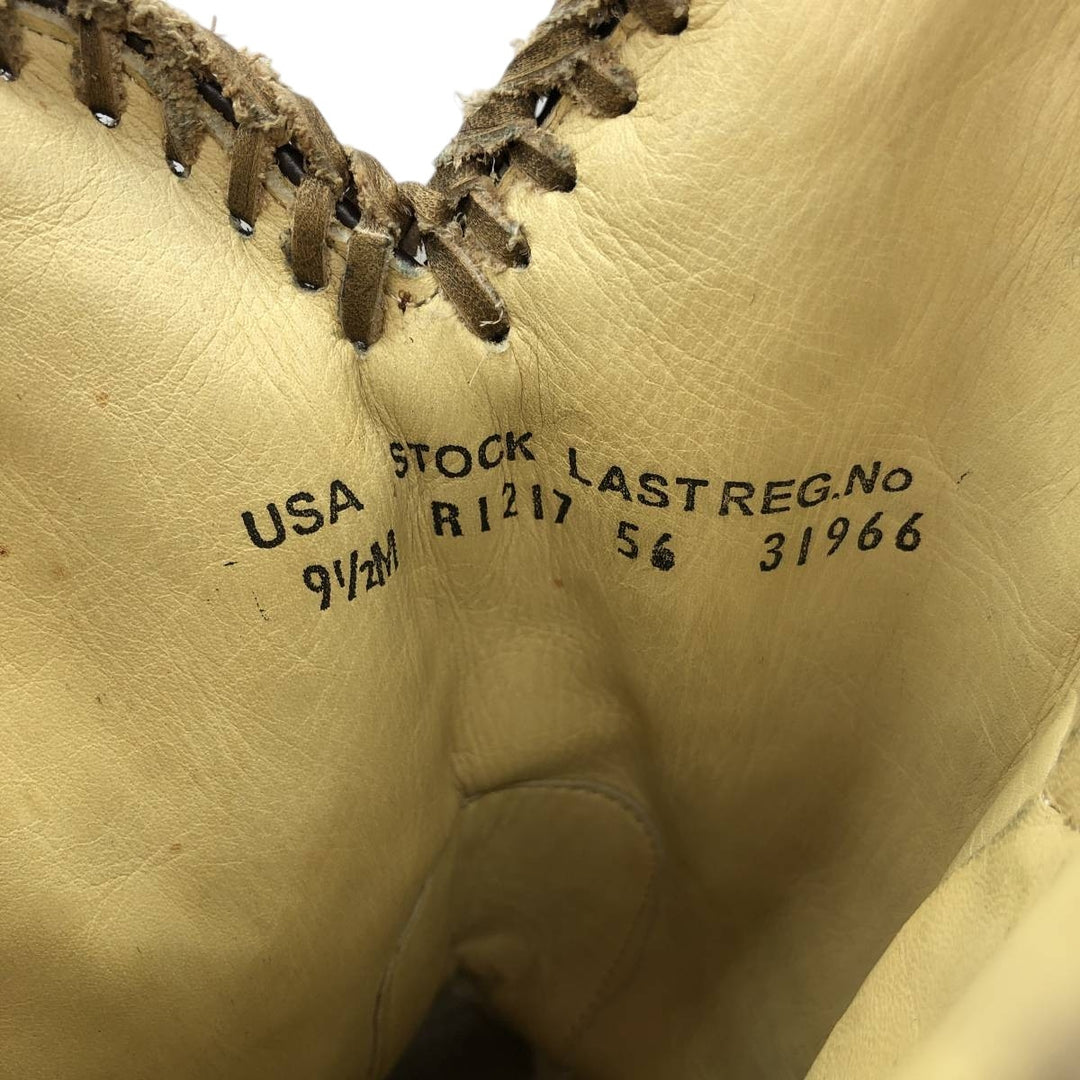 USA STOCK LAST REG.No
9½M R1217 56 31966